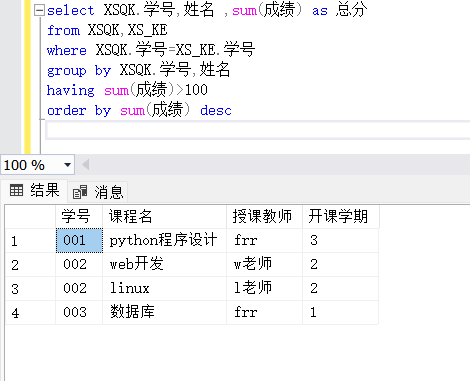 select XSQK.学号,姓名 ,sum(成绩) as 总分
from XSQK,XS_KE
where XSQK.学号=XS_KE.学号
group by XSQK.学号,姓名
having sum(成绩)>100
order by sum(成绩) desc
100 %
结果 消息
学号 课程名 授课教师 开课学期
1 001 python程序设计 frr 3
2 002 web开发 w老师 2
3 002 linux l老师 2
4 003 数据库 frr 1